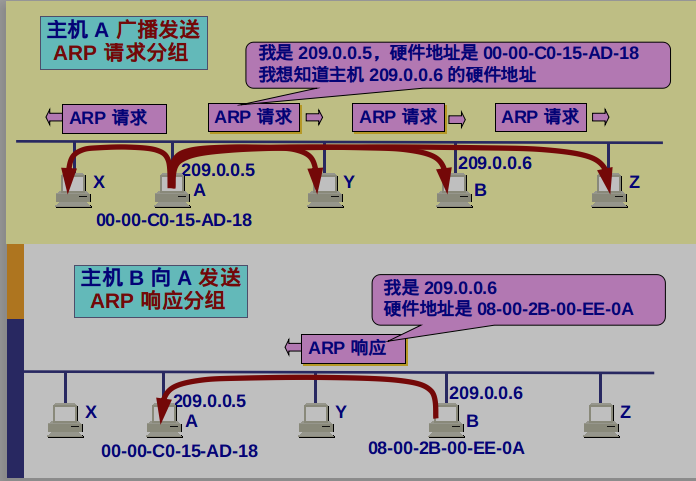 主机 A 广播发送
ARP 请求分组
我是 209.0.0.5，硬件地址是 00-00-C0-15-AD-18
我想知道主机 209.0.0.6 的硬件地址
ARP 请求
ARP 请求
ARP 请求
ARP 请求
209.0.0.5
209.0.0.6
X
A
Y
B
Z
00-00-C0-15-AD-18
主机 B 向 A 发送
ARP 响应分组
我是 209.0.0.6
硬件地址是 08-00-2B-00-EE-0A
ARP 响应
209.0.0.5
209.0.0.6
X
A
Y
B
Z
00-00-C0-15-AD-18
08-00-2B-00-EE-0A